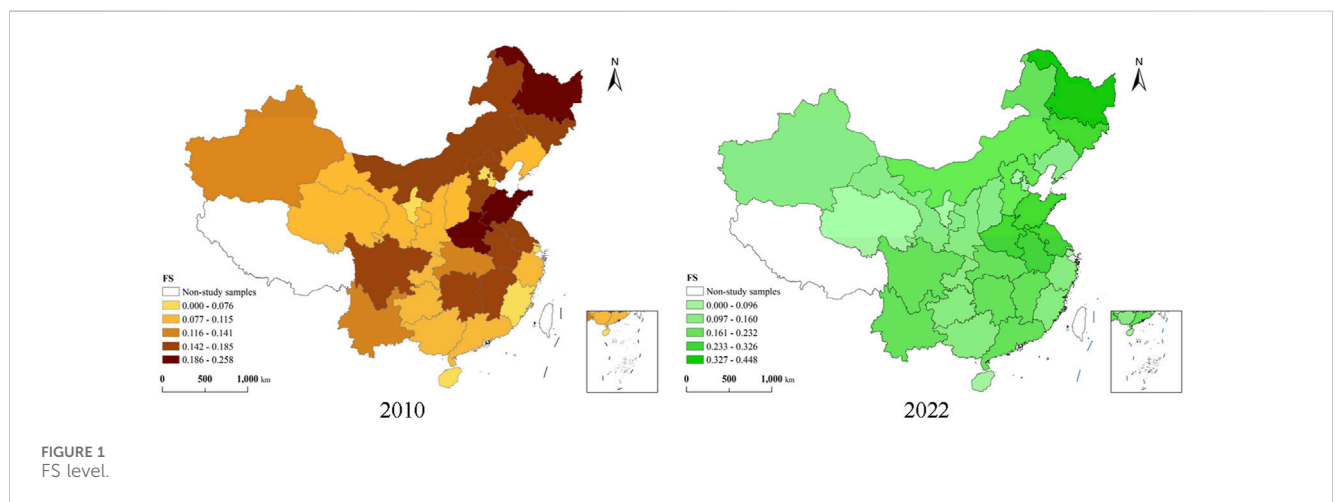 N
FS
Non-study samples
0.000 - 0.076
0.077 - 0.115
0.116 - 0.141
0.142 - 0.185
0.186 - 0.258
0 500 1,000 km
2010
N
FS
Non-study samples
0.000 - 0.096
0.097 - 0.160
0.161 - 0.232
0.233 - 0.326
0.327 - 0.448
0 500 1,000 km
2022
FIGURE 1
FS level.